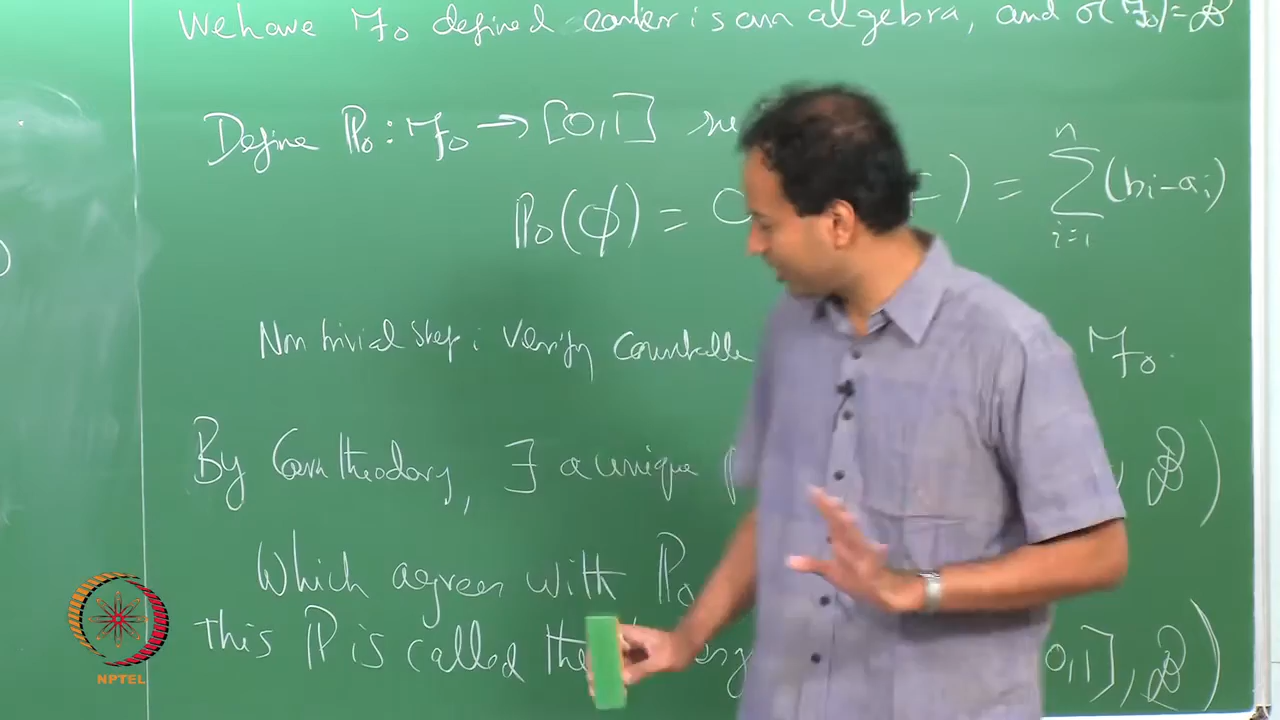 We have ℱ₀ defined earlier is an algebra, and σ(ℱ₀) = ℬ
Define ℙ₀ : ℱ₀ → [0,1]
ℙ₀(ϕ) = 0 ) = ∑ᵢ₌₁ⁿ (bᵢ - aᵢ)
Non trivial step : Verify countable ℱ₀.
By Caratheodory, ∃ a unique , ℬ)
Which agrees with ℙ₀
this ℙ is called the 0,1], ℬ)
NPTEL